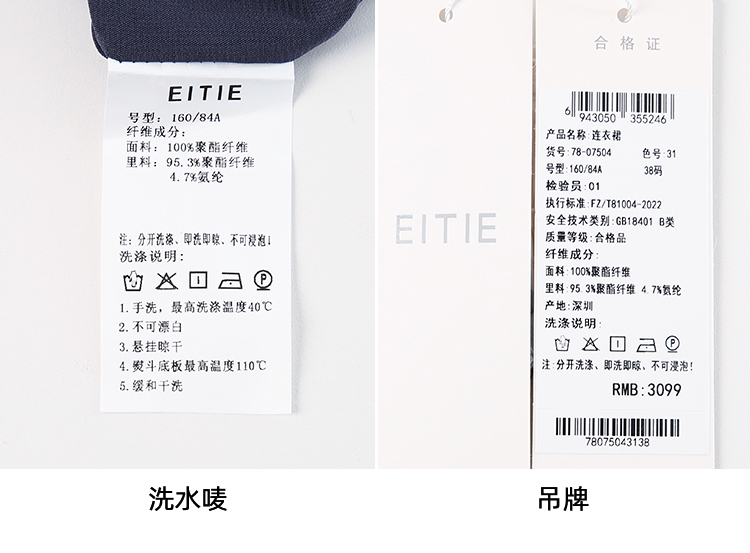 EITIE
号型: 160/84A
纤维成分:
面料: 100%聚酯纤维
里料: 95.3%聚酯纤维
4.7%氨纶
注: 分开洗涤、即洗即晾、不可浸泡!
洗涤说明:
1.手洗, 最高洗涤温度40℃
2.不可漂白
3.悬挂晾干
4.熨斗底板最高温度110℃
5.缓和干洗
洗水唛
EITIE
合格证
6 943050 355246
产品名称: 连衣裙
货号: 78-07504 色号: 31
号型: 160/84A 38码
检验员: 01
执行标准: FZ/T81004-2022
安全技术类别: GB18401 B类
质量等级: 合格品
纤维成分:
面料: 100%聚酯纤维
里料: 95.3%聚酯纤维 4.7%氨纶
产地: 深圳
洗涤说明:
P
注: 分开洗涤、即洗即晾、不可浸泡!
RMB: 3099
78075043138
吊牌